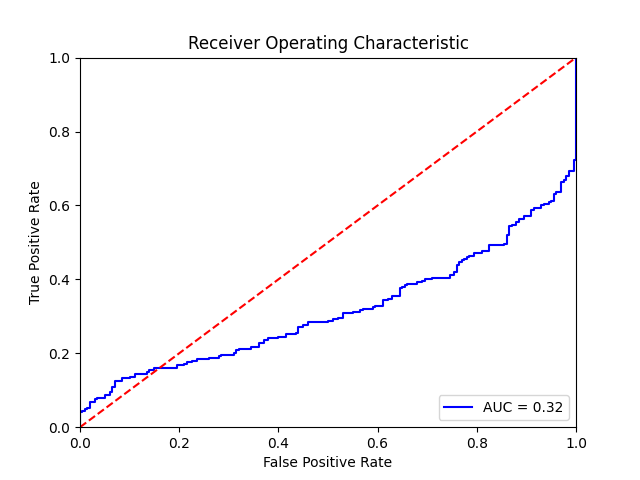 Receiver Operating Characteristic
True Positive Rate
1.0
0.8
0.6
0.4
0.2
0.0
AUC = 0.32
0.0 0.2 0.4 0.6 0.8 1.0
False Positive Rate